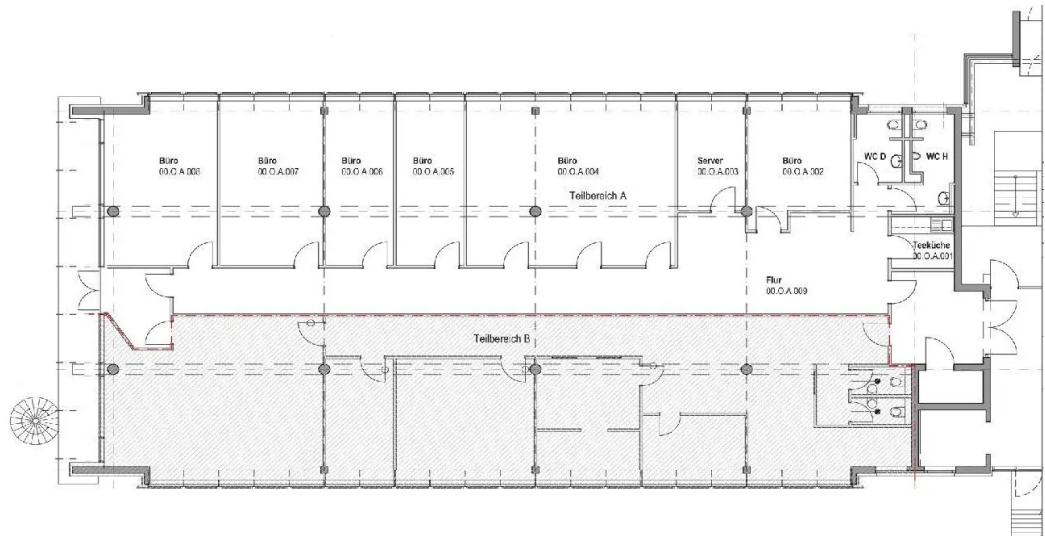 Büro
00.O.A.008
Büro
00.O.A.007
Büro
00.O.A.006
Büro
00.O.A.005
Büro
00.O.A.004
Server
00.O.A.003
Büro
00.O.A.002
WC D
WC H
Teilbereich A
Teeküche
00.O.A.001
Flur
00.O.A.009
Teilbereich B